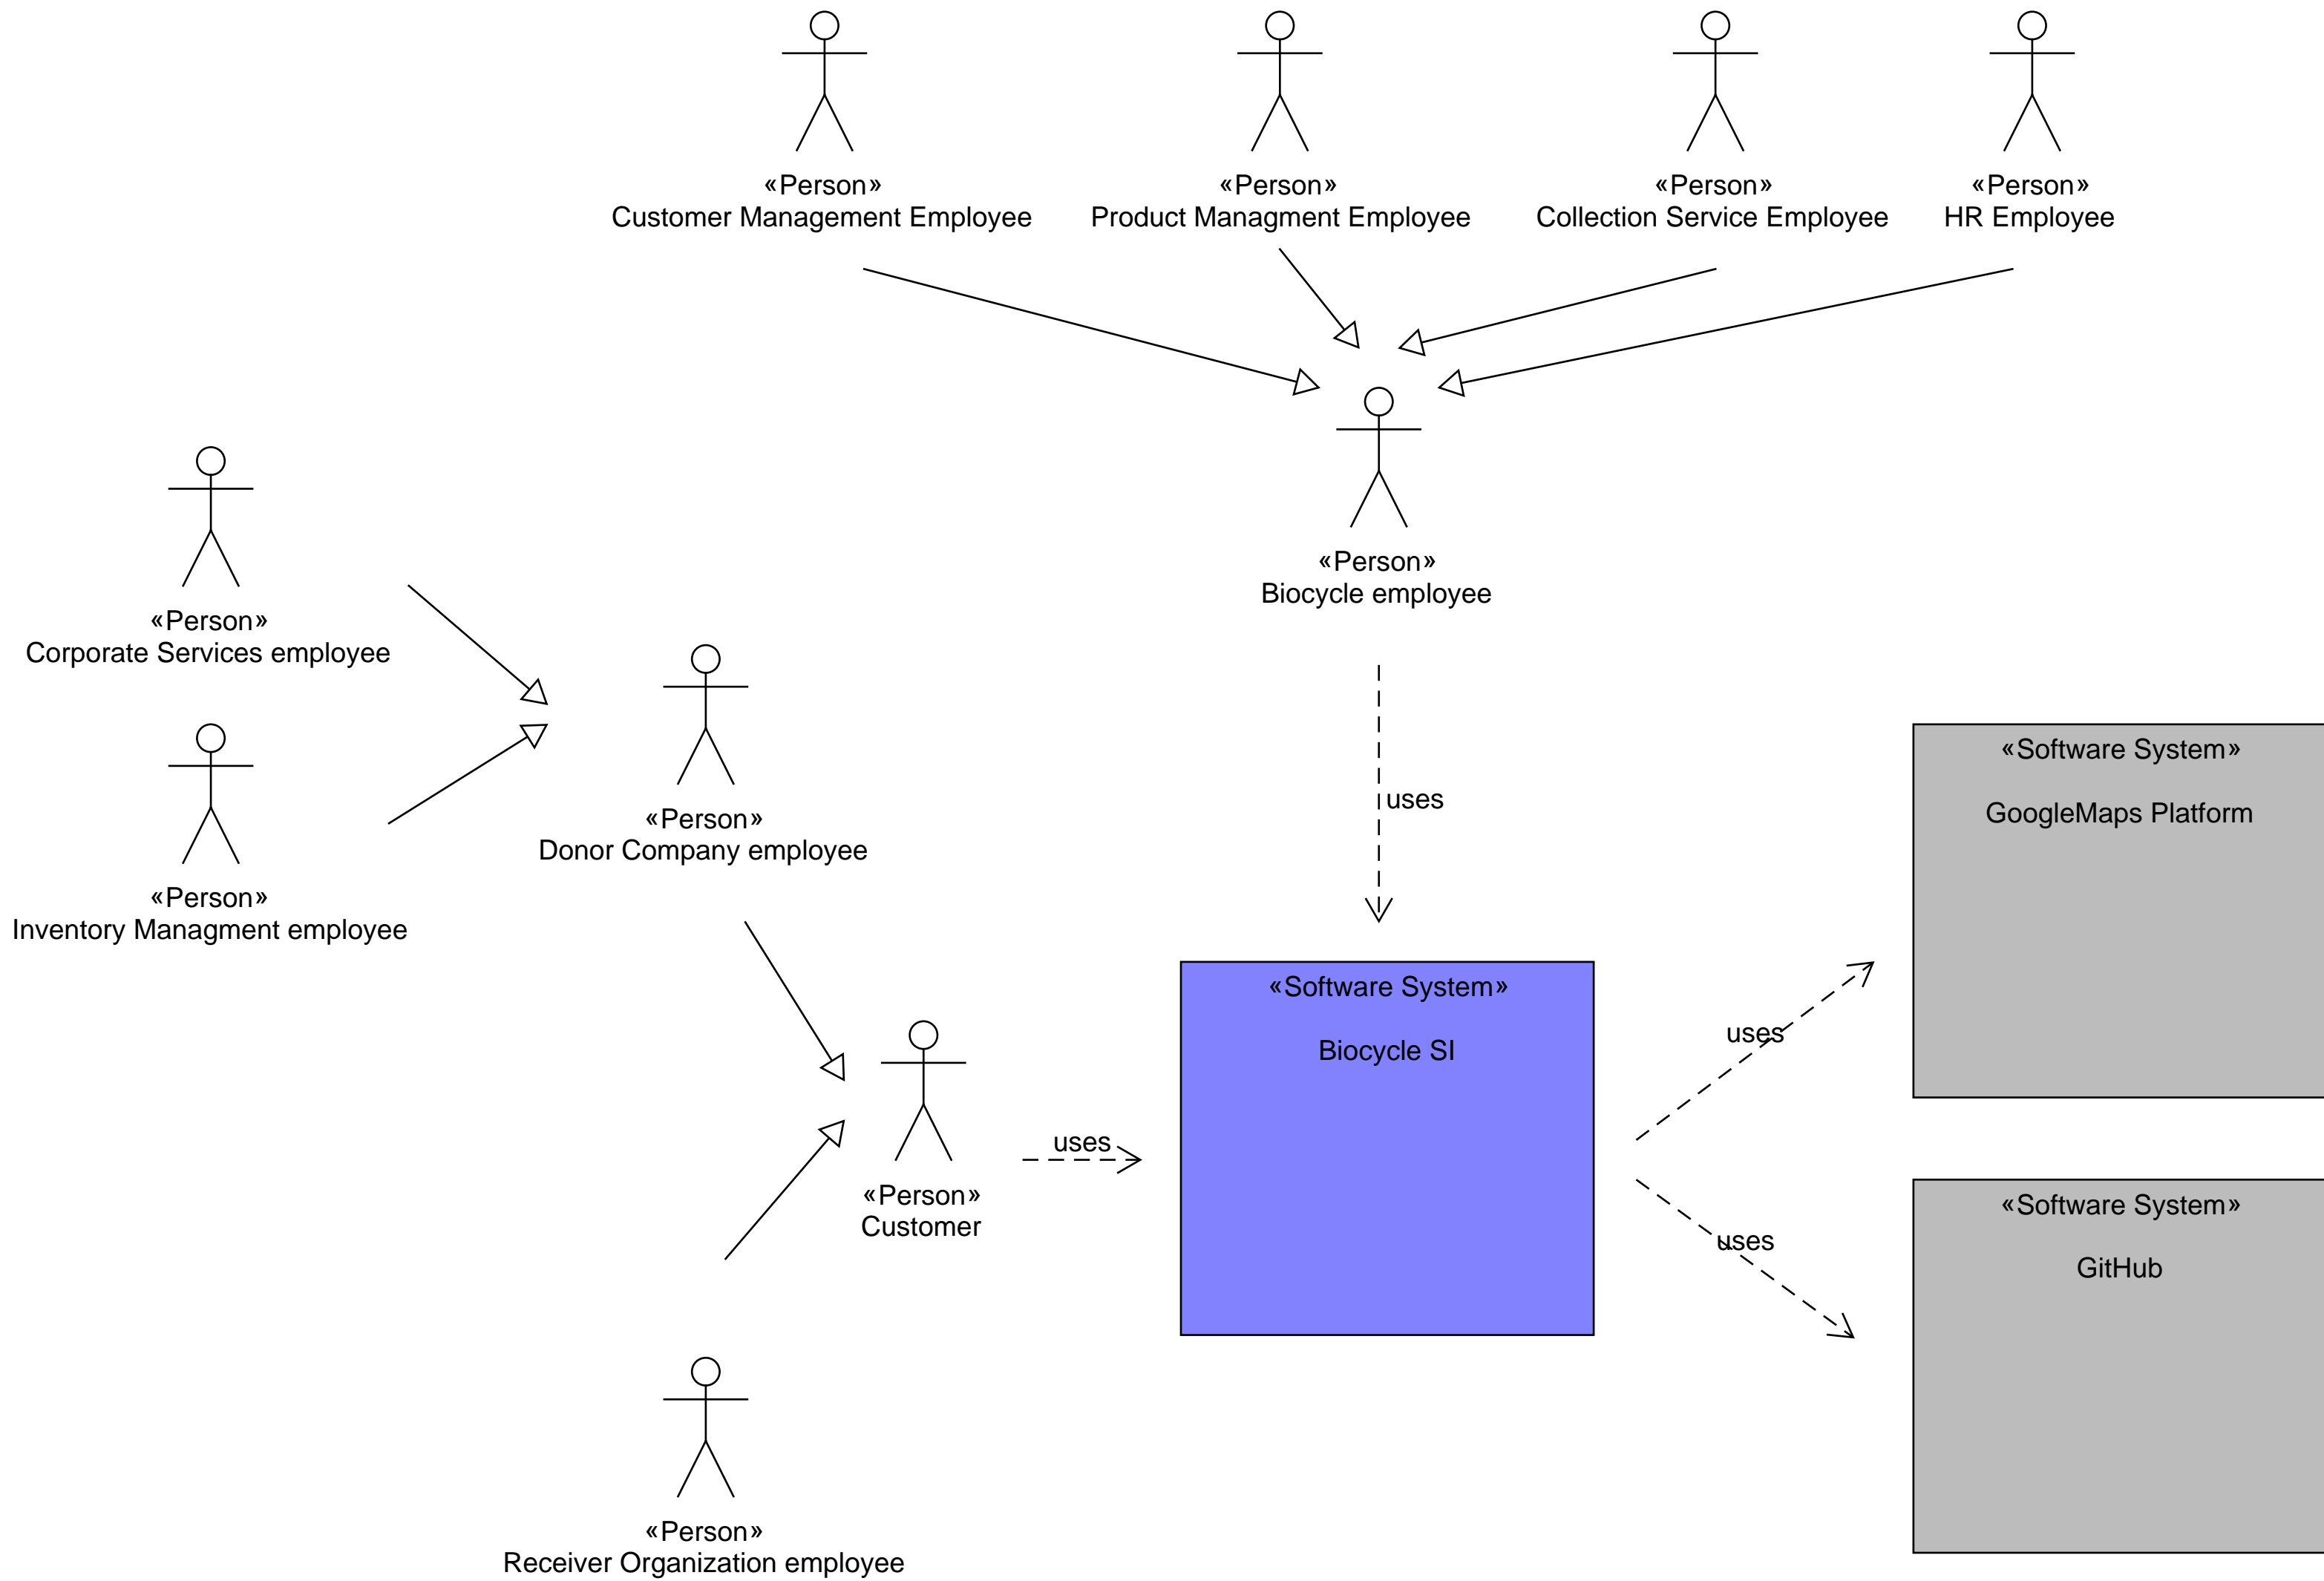 «Person»
Customer Management Employee
«Person»
Product Managment Employee
«Person»
Collection Service Employee
«Person»
HR Employee
«Person»
Biocycle employee
«Person»
Corporate Services employee
«Person»
Inventory Managment employee
«Person»
Donor Company employee
uses
«Software System»
GoogleMaps Platform
«Software System»
Biocycle SI
uses
uses
«Person»
Customer
uses
«Software System»
GitHub
«Person»
Receiver Organization employee